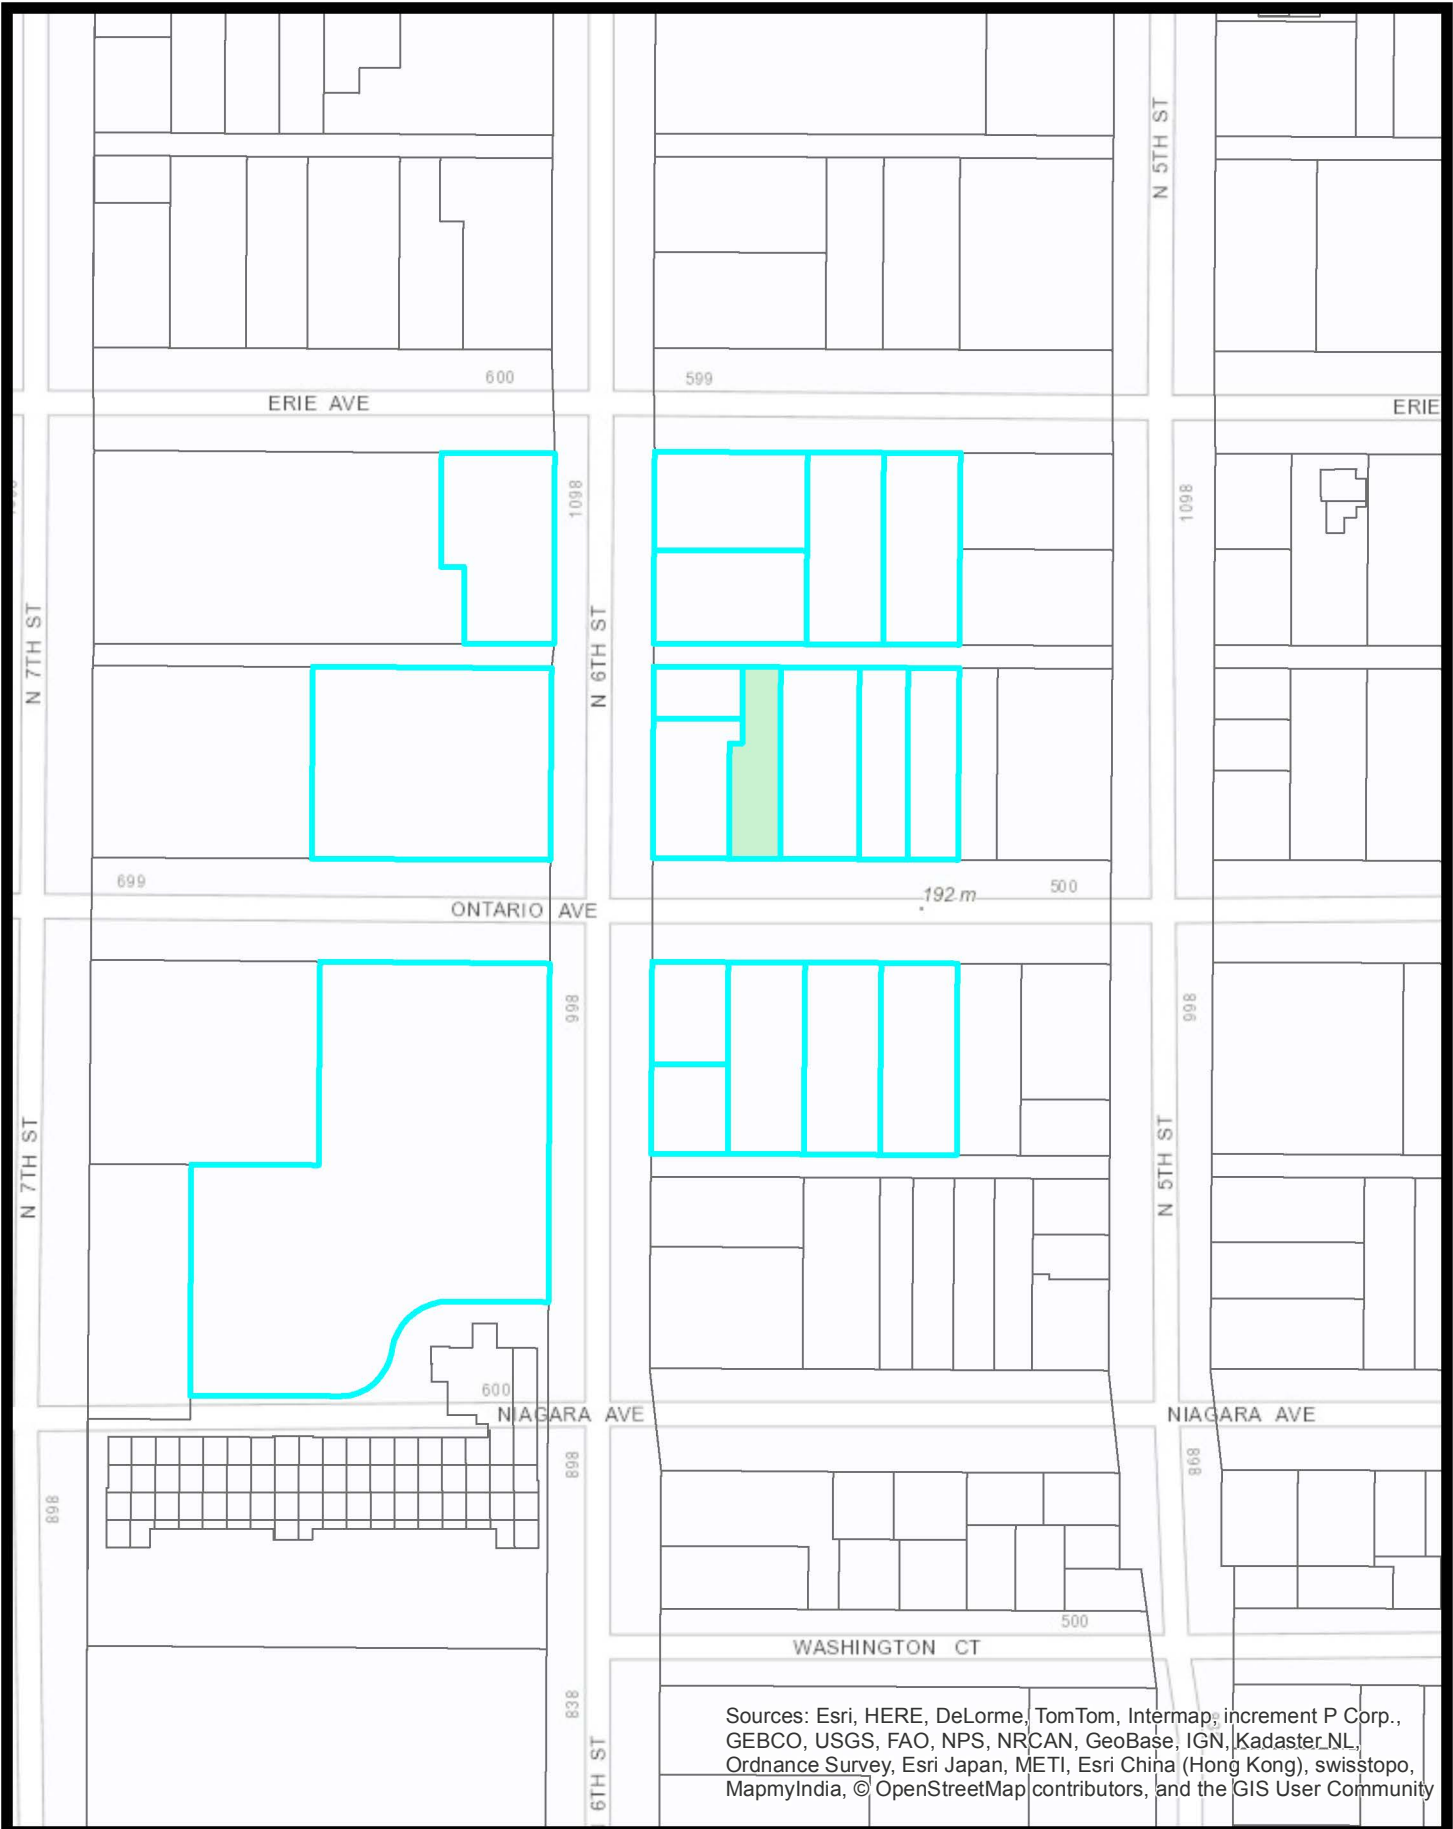 N 5TH ST
600
599
ERIE AVE
ERIE
1098
1098
N 7TH ST
N 6TH ST
699
500
192 m
ONTARIO AVE
998
998
N 7TH ST
N 5TH ST
600
NIAGARA AVE
NIAGARA AVE
898
898
868
500
WASHINGTON CT
838
6TH ST
Sources: Esri, HERE, DeLorme, TomTom, Intermap, increment P Corp.,
GEBCO, USGS, FAO, NPS, NRCAN, GeoBase, IGN, Kadaster NL,
Ordnance Survey, Esri Japan, METI, Esri China (Hong Kong), swisstopo,
MapmyIndia, © OpenStreetMap contributors, and the GIS User Community